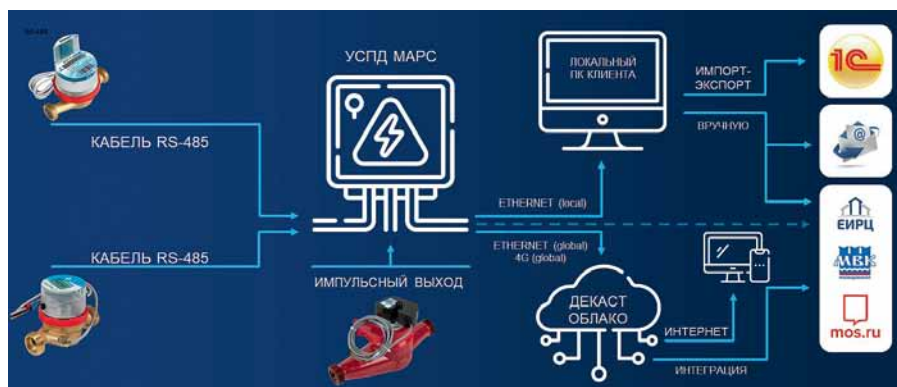 УСПД МАРС
ЛОКАЛЬНЫЙ
ПК КЛИЕНТА
ИМПОРТ-
ЭКСПОРТ
1С
КАБЕЛЬ RS-485
ВРУЧНУЮ
@
ETHERNET (local)
ЕИРЦ
КАБЕЛЬ RS-485
ETHERNET (global)
4G (global)
МВК
ИМПУЛЬСНЫЙ ВЫХОД
ДЕКАСТ
ОБЛАКО
ИНТЕРНЕТ
mos.ru
ИНТЕГРАЦИЯ